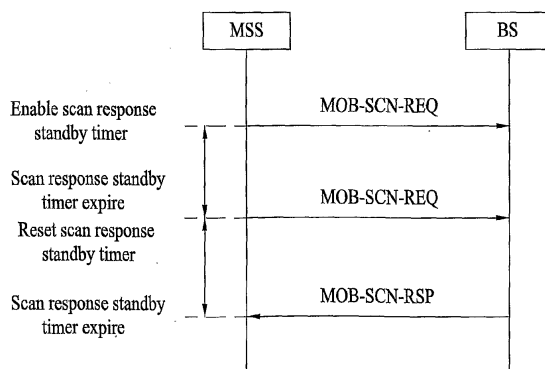 MSS
BS
Enable scan response
standby timer
MOB-SCN-REQ
Scan response standby
timer expire
MOB-SCN-REQ
Reset scan response
standby timer
MOB-SCN-RSP
Scan response standby
timer expire